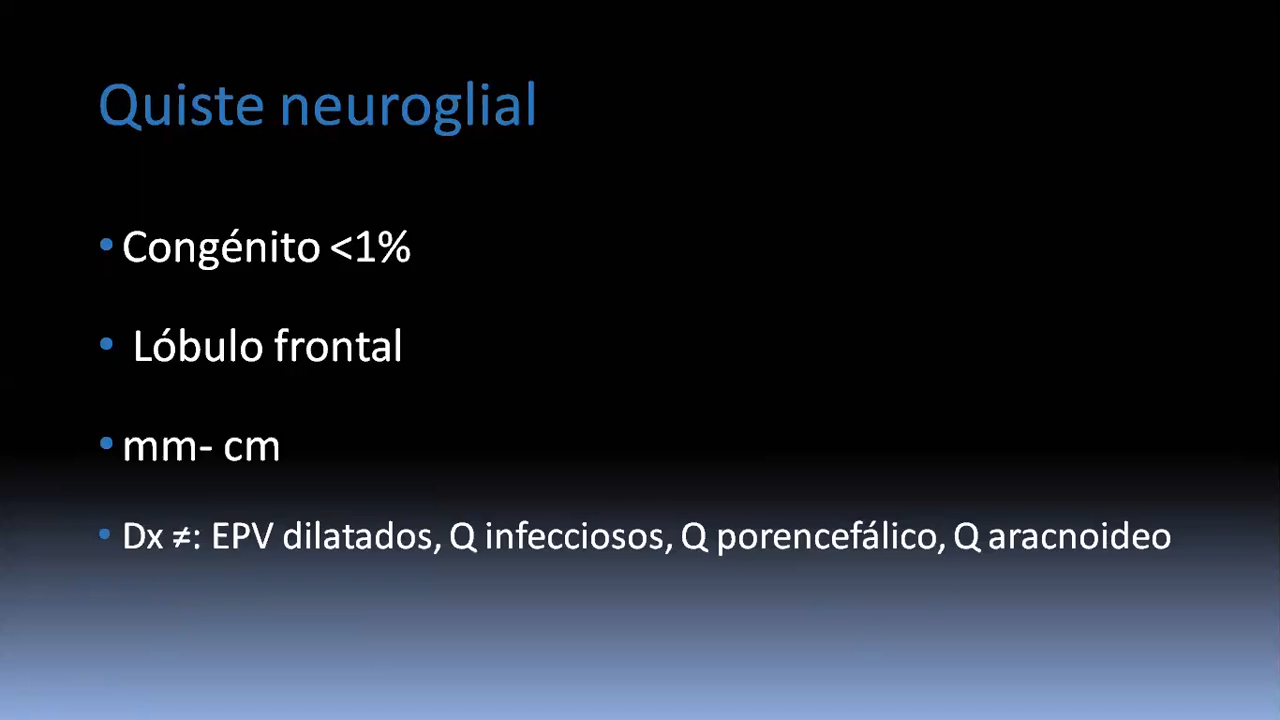 Quiste neuroglial
• Congénito <1%
• Lóbulo frontal
• mm- cm
• Dx ≠: EPV dilatados, Q infecciosos, Q porencefálico, Q aracnoideo